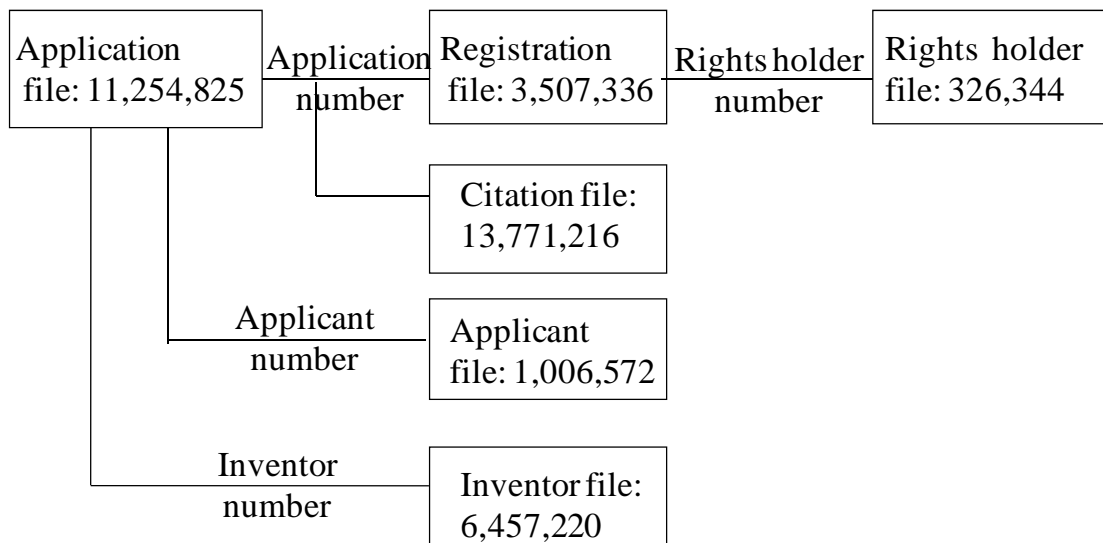 Application
file: 11,254,825
Application
number
Registration
file: 3,507,336
Rights holder
number
Rights holder
file: 326,344
Citation file:
13,771,216
Applicant
number
Applicant
file: 1,006,572
Inventor
number
Inventor file:
6,457,220